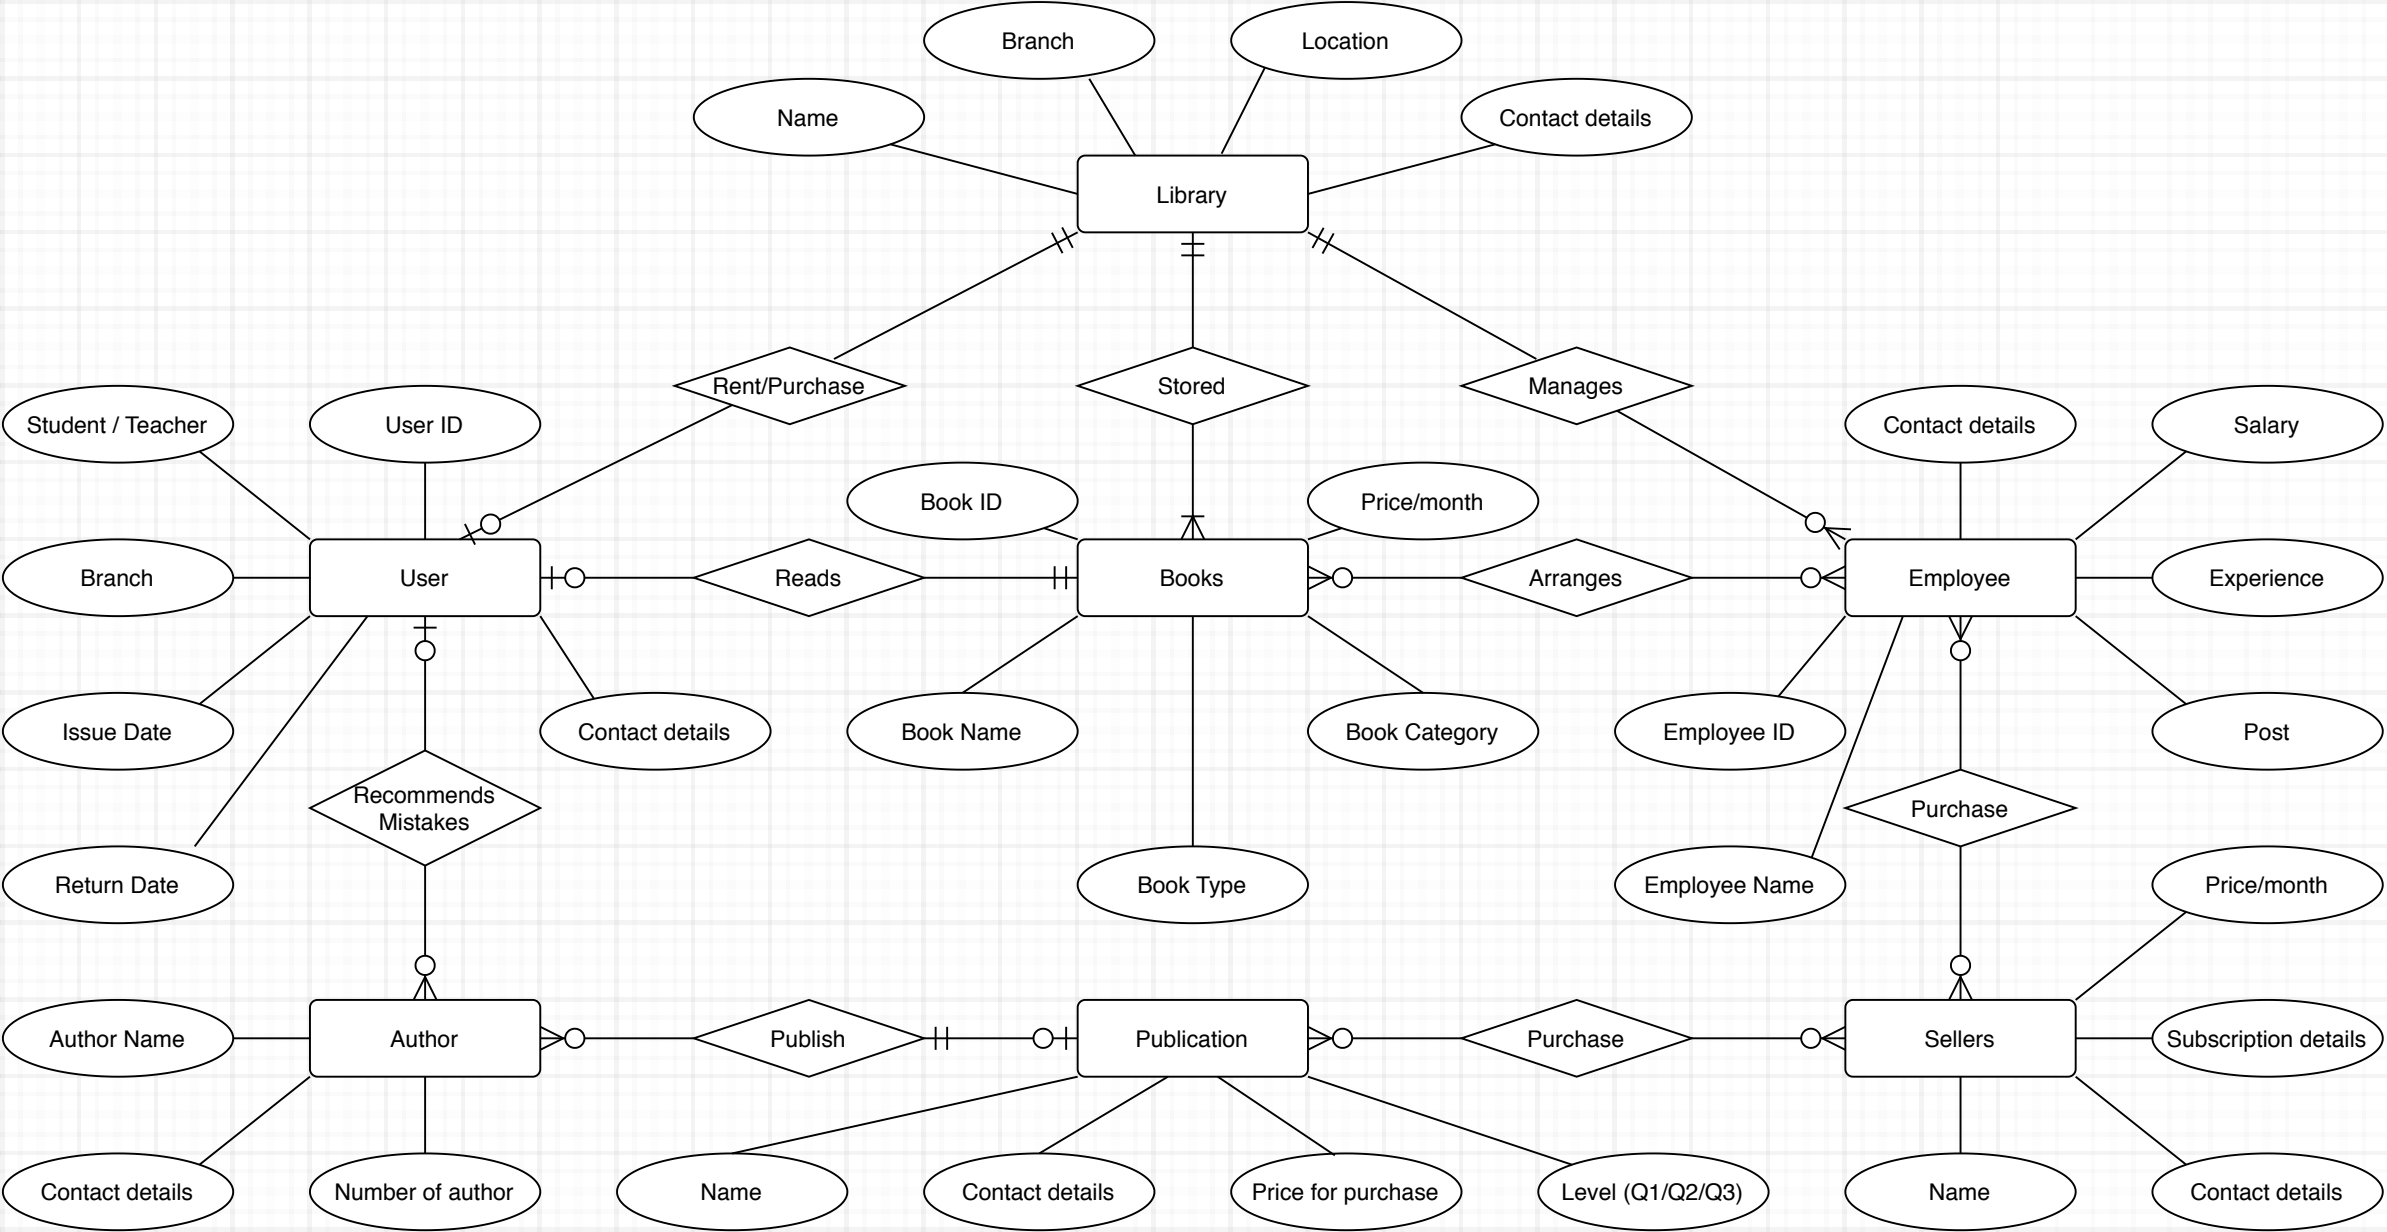 Branch
Location
Name
Contact details
Library
Rent/Purchase
Stored
Manages
Student / Teacher
User ID
Contact details
Salary
Book ID
Price/month
Branch
User
Reads
Books
Arranges
Employee
Experience
Issue Date
Contact details
Book Name
Book Category
Employee ID
Post
Recommends
Mistakes
Purchase
Return Date
Book Type
Employee Name
Price/month
Author Name
Author
Publish
Publication
Purchase
Sellers
Subscription details
Contact details
Number of author
Name
Contact details
Price for purchase
Level (Q1/Q2/Q3)
Name
Contact details